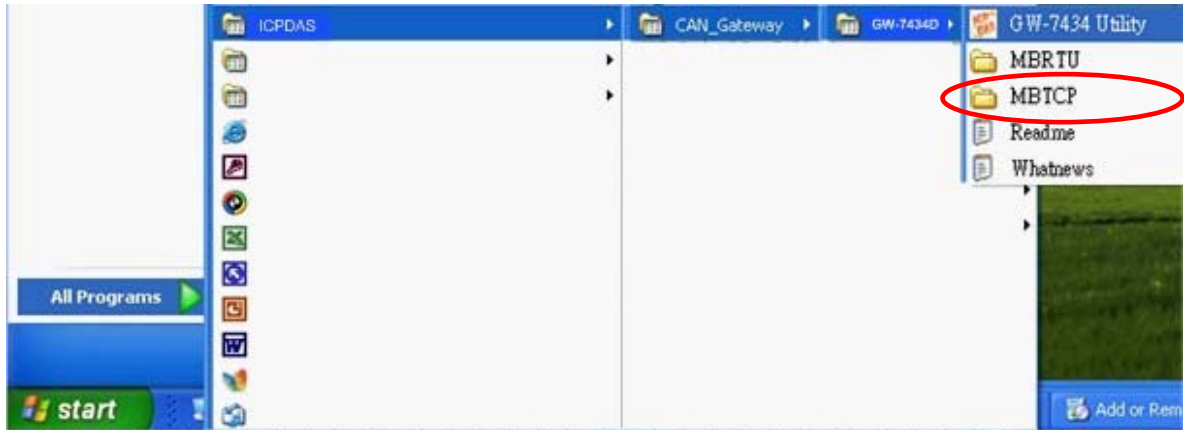 ICPDAS
CAN_Gateway
GW-7434D
GW-7434 Utility
MBRTU
MBTCP
Readme
Whatnews
All Programs
start
Add or Rem